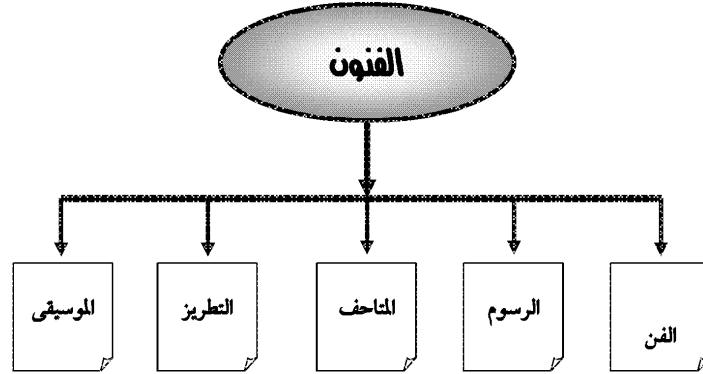 الفنون
الفن
الرسوم
المتاحف
التطريز
الموسيقى